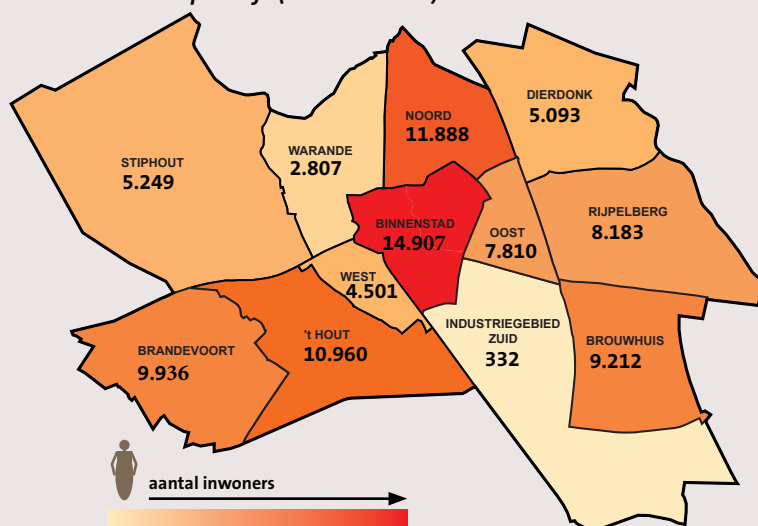 DIERDONK
5.093
NOORD
11.888
WARANDE
2.807
STIPHOUT
5.249
RIJPELBERG
8.183
BINNENSTAD
14.907
OOST
7.810
WEST
4.501
INDUSTRIEGEBIED
ZUID
332
't HOUT
10.960
BROUWHUIS
9.212
BRANDEVOORT
9.936
aantal inwoners